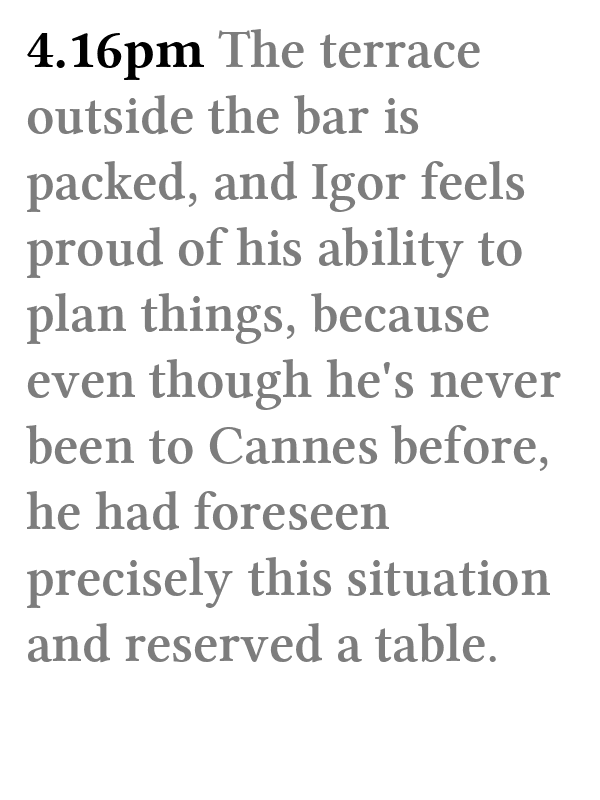 4.16pm The terrace
outside the bar is
packed, and Igor feels
proud of his ability to
plan things, because
even though he's never
been to Cannes before,
he had foreseen
precisely this situation
and reserved a table.